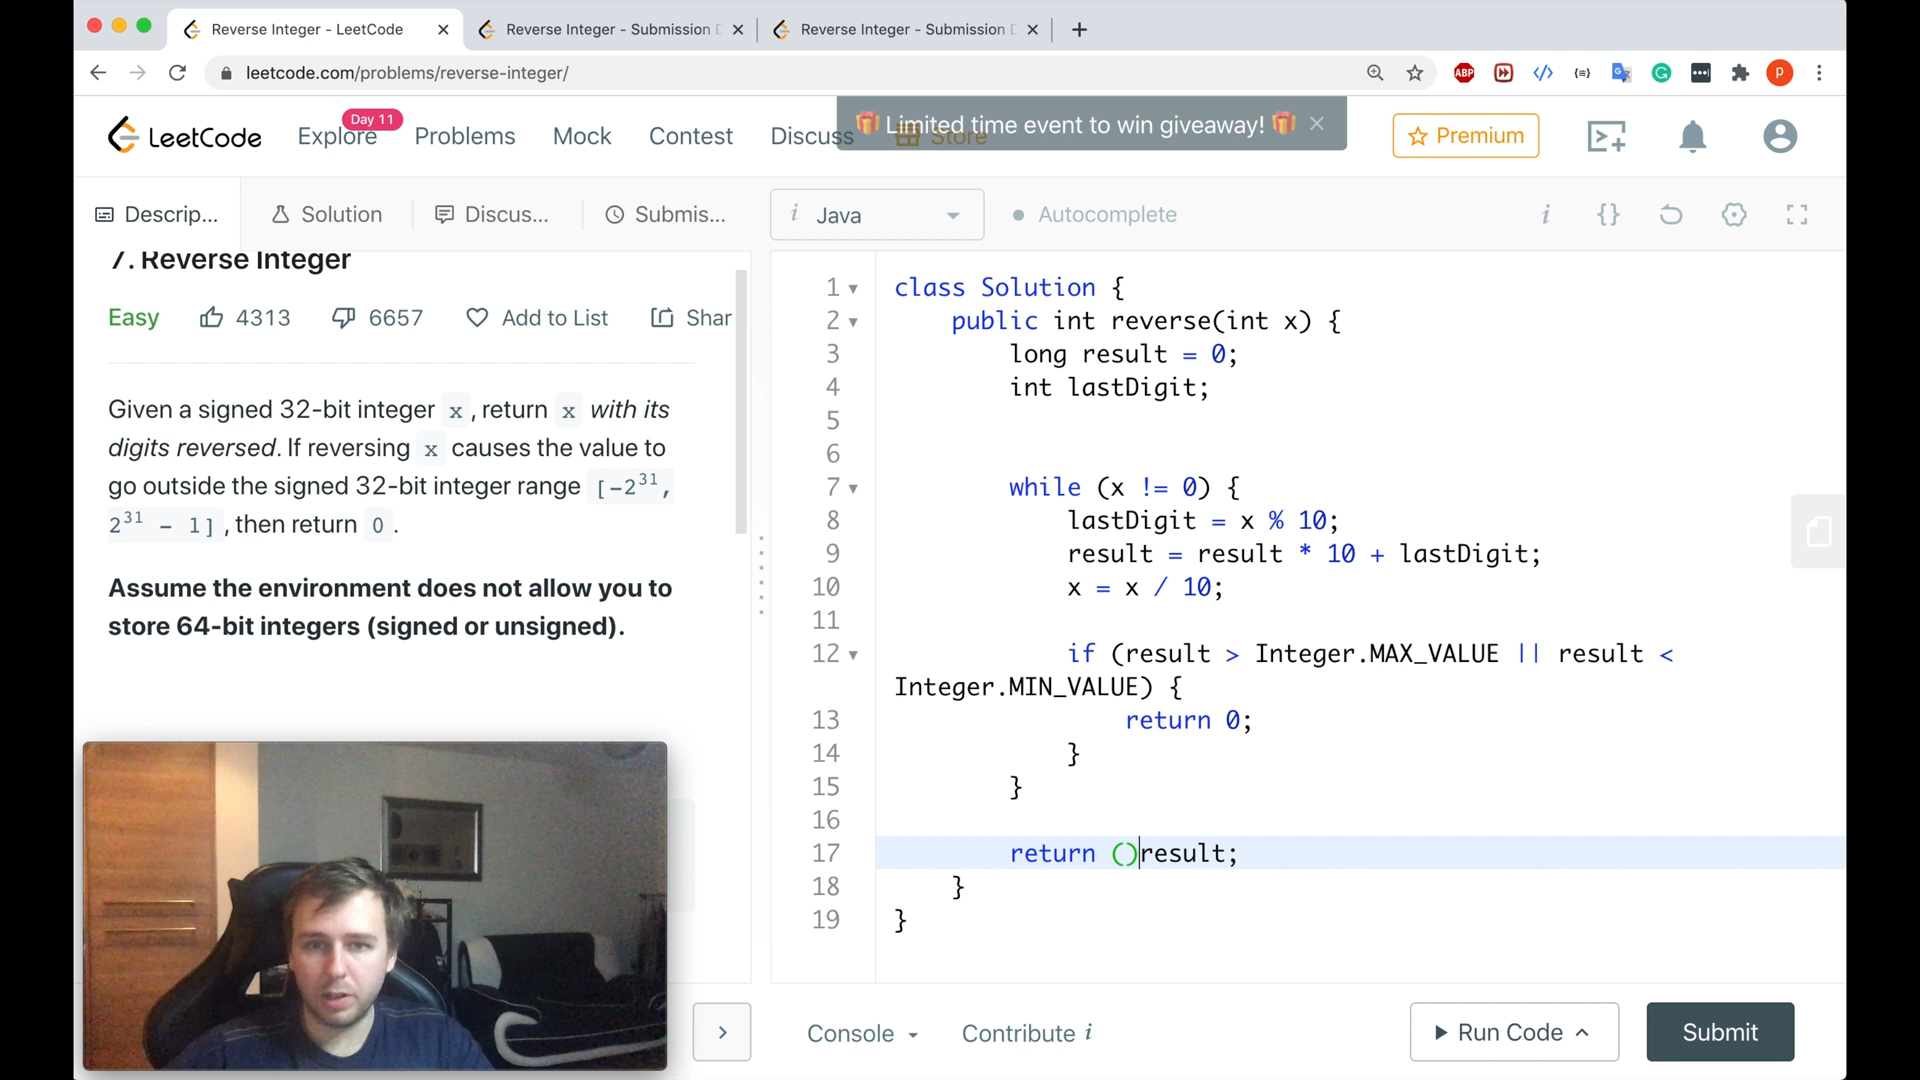 Reverse Integer - LeetCode
Reverse Integer - Submission D
Reverse Integer - Submission D
leetcode.com/problems/reverse-integer/
ABP
P
LeetCode
Explore
Day 11
Problems
Mock
Contest
Discuss
Store
🎁 Limited time event to win giveaway! 🎁
Premium
Descrip...
Solution
Discus...
Submis...
i Java
Autocomplete
7. Reverse Integer
Easy
4313
6657
Add to List
Shar
Given a signed 32-bit integer x, return x with its
digits reversed. If reversing x causes the value to
go outside the signed 32-bit integer range [-2³¹,
2³¹ - 1], then return 0.
Assume the environment does not allow you to
store 64-bit integers (signed or unsigned).
1 class Solution {
2 public int reverse(int x) {
3 long result = 0;
4 int lastDigit;
5
6
7 while (x != 0) {
8 lastDigit = x % 10;
9 result = result * 10 + lastDigit;
10 x = x / 10;
11
12 if (result > Integer.MAX_VALUE || result <
Integer.MIN_VALUE) {
13 return 0;
14 }
15 }
16
17 return ()result;
18 }
19 }
Console
Contribute i
Run Code
Submit